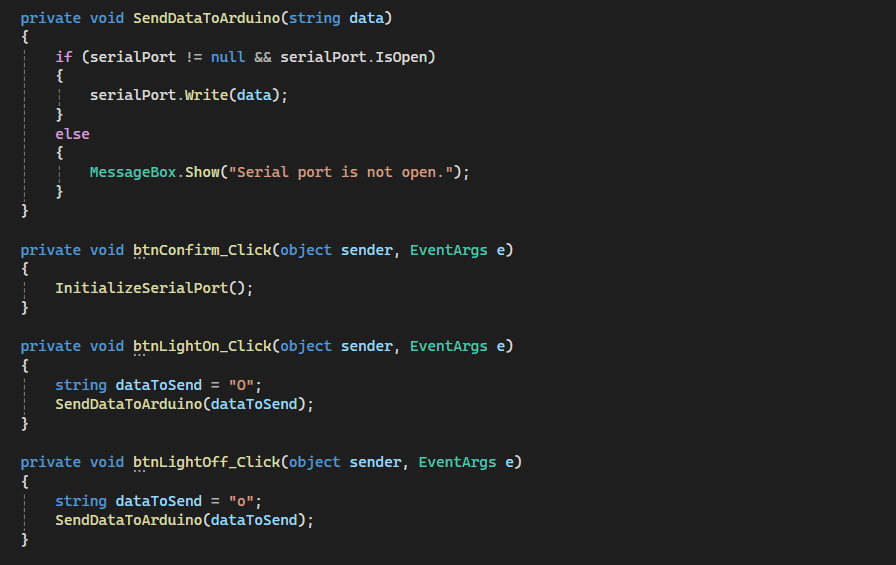 private void SendDataToArduino(string data)
{
    if (serialPort != null && serialPort.IsOpen)
    {
        serialPort.Write(data);
    }
    else
    {
        MessageBox.Show("Serial port is not open.");
    }
}

private void btnConfirm_Click(object sender, EventArgs e)
{
    InitializeSerialPort();
}

private void btnLightOn_Click(object sender, EventArgs e)
{
    string dataToSend = "O";
    SendDataToArduino(dataToSend);
}

private void btnLightOff_Click(object sender, EventArgs e)
{
    string dataToSend = "o";
    SendDataToArduino(dataToSend);
}